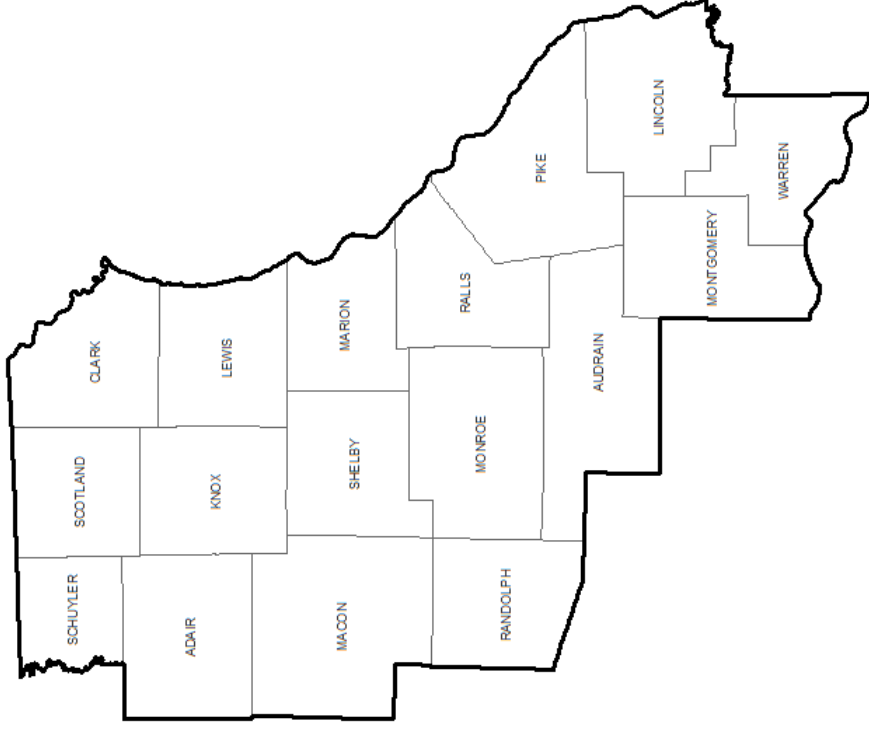 SCHUYLER
SCOTLAND
CLARK
ADAIR
KNOX
LEWIS
MACON
SHELBY
MARION
RANDOLPH
MONROE
RALLS
AUDRAIN
PIKE
MONTGOMERY
LINCOLN
WARREN